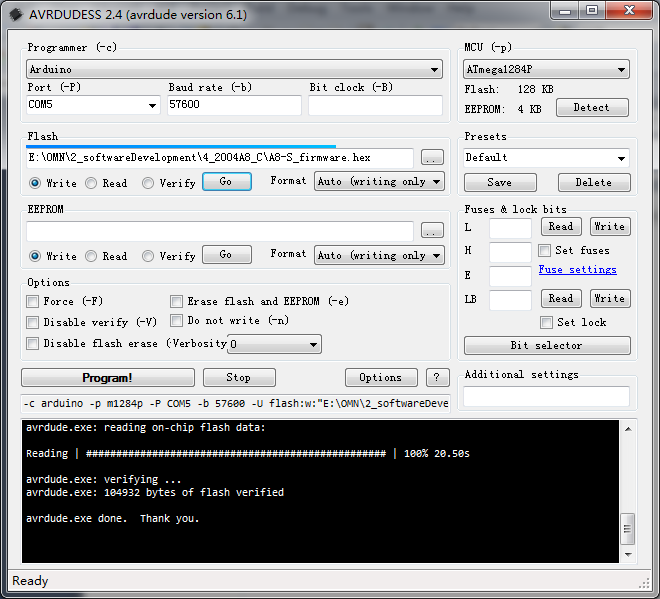 AVRDUDESS 2.4 (avrdude version 6.1)
Programmer (-c)
Arduino
Port (-P)
Baud rate (-b)
Bit clock (-B)
COM5
57600
MCU (-p)
ATmega1284P
Flash: 128 KB
EEPROM: 4 KB
Detect
Flash
E:\OMN\2_softwareDevelopment\4_2004A8_C\A8-S_firmware.hex
..
Write
Read
Verify
Go
Format
Auto (writing only
Presets
Default
Save
Delete
EEPROM
..
Write
Read
Verify
Go
Format
Auto (writing only
Fuses & lock bits
L
Read
Write
H
Set fuses
E
Fuse settings
LB
Read
Write
Set lock
Bit selector
Options
Force (-F)
Erase flash and EEPROM (-e)
Disable verify (-V)
Do not write (-n)
Disable flash erase (
Verbosity
0
Program!
Stop
Options
?
Additional settings
-c arduino -p m1284p -P COM5 -b 57600 -U flash:w:"E:\OMN\2_softwareDeve
avrdude.exe: reading on-chip flash data:
Reading | ################################################## | 100% 20.50s
avrdude.exe: verifying ...
avrdude.exe: 104932 bytes of flash verified
avrdude.exe done.  Thank you.
Ready